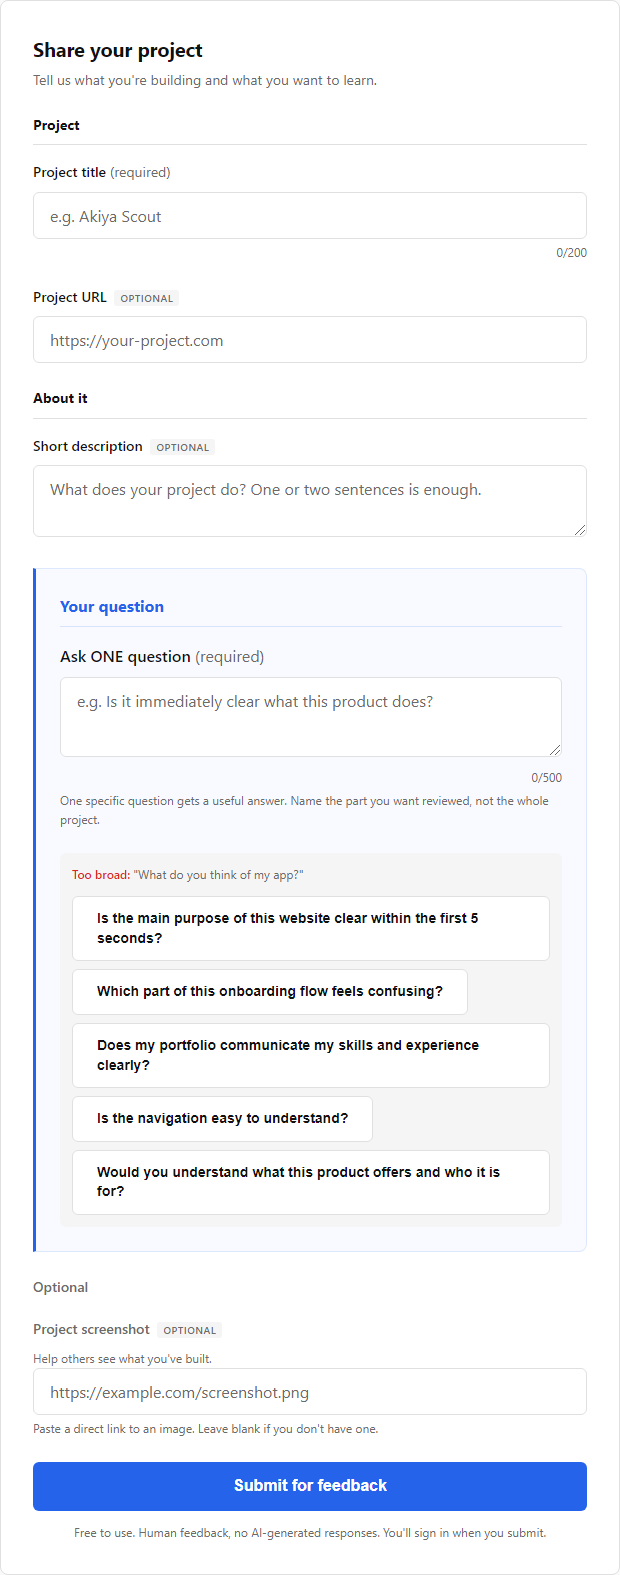 Share your project
Tell us what you're building and what you want to learn.
Project
Project title (required)
e.g. Akiya Scout
0/200
Project URL OPTIONAL
https://your-project.com
About it
Short description OPTIONAL
What does your project do? One or two sentences is enough.
Your question
Ask ONE question (required)
e.g. Is it immediately clear what this product does?
0/500
One specific question gets a useful answer. Name the part you want reviewed, not the whole
project.
Too broad: "What do you think of my app?"
Is the main purpose of this website clear within the first 5
seconds?
Which part of this onboarding flow feels confusing?
Does my portfolio communicate my skills and experience
clearly?
Is the navigation easy to understand?
Would you understand what this product offers and who it is
for?
Optional
Project screenshot OPTIONAL
Help others see what you've built.
https://example.com/screenshot.png
Paste a direct link to an image. Leave blank if you don't have one.
Submit for feedback
Free to use. Human feedback, no AI-generated responses. You'll sign in when you submit.